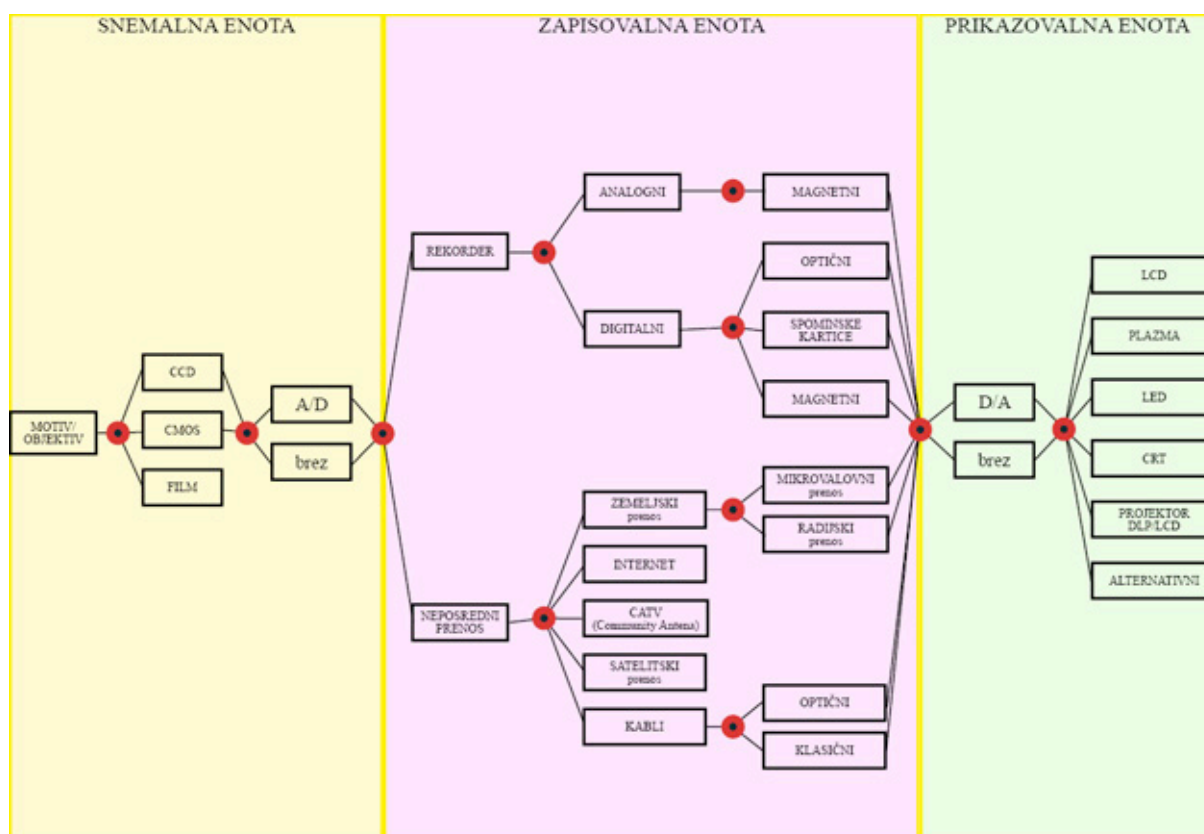 SNEMALNA ENOTA
ZAPISOVALNA ENOTA
PRIKAZOVALNA ENOTA
MOTIV/
OBJEKTIV
CCD
CMOS
FILM
A/D
brez
REKORDER
ANALOGNI
MAGNETNI
DIGITALNI
OPTIČNI
SPOMINSKE
KARTICE
MAGNETNI
NEPOSREDNI
PRENOS
ZEMELJSKI
prenos
MIKROVALOVNI
prenos
RADIJSKI
prenos
INTERNET
CATV
(Community Antena)
SATELITSKI
prenos
KABLI
OPTIČNI
KLASIČNI
D/A
brez
LCD
PLAZMA
LED
CRT
PROJEKTOR
DLP/LCD
ALTERNATIVNI